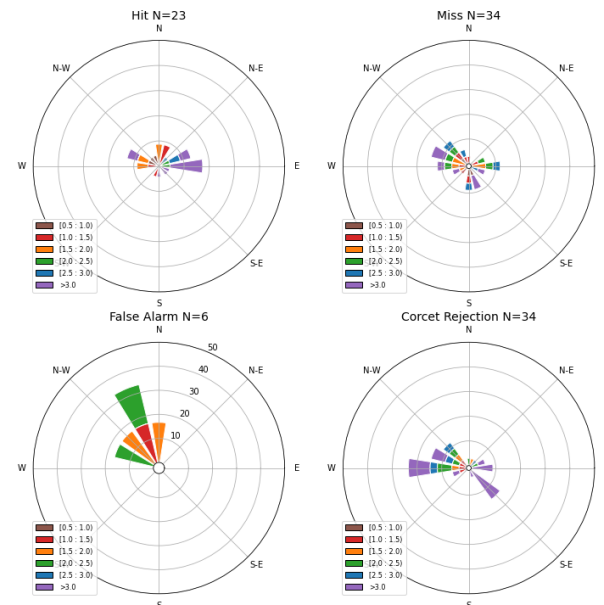 Hit N=23
N
N-W
N-E
W
E
S-E
S
[0.5 : 1.0)
[1.0 : 1.5)
[1.5 : 2.0)
[2.0 : 2.5)
[2.5 : 3.0)
>3.0
Miss N=34
N
N-W
N-E
W
E
S-E
S
[0.5 : 1.0)
[1.0 : 1.5)
[1.5 : 2.0)
[2.0 : 2.5)
[2.5 : 3.0)
>3.0
False Alarm N=6
N
N-W
N-E
50
40
30
20
10
W
E
S-E
S
[0.5 : 1.0)
[1.0 : 1.5)
[1.5 : 2.0)
[2.0 : 2.5)
[2.5 : 3.0)
>3.0
Corcet Rejection N=34
N
N-W
N-E
W
E
S-E
S
[0.5 : 1.0)
[1.0 : 1.5)
[1.5 : 2.0)
[2.0 : 2.5)
[2.5 : 3.0)
>3.0